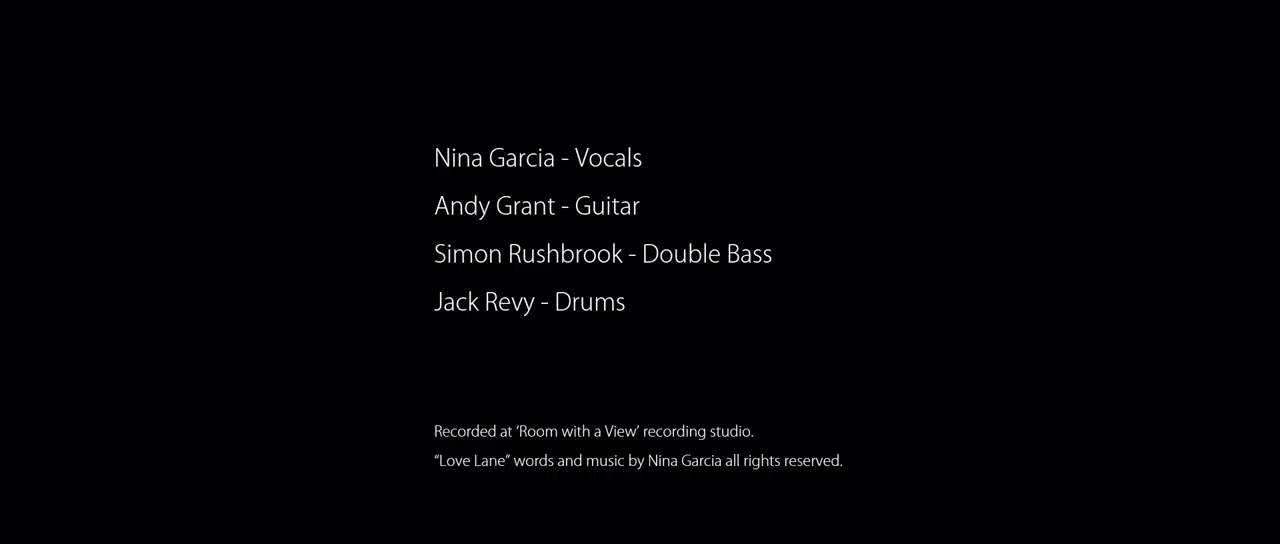 Nina Garcia - Vocals
Andy Grant - Guitar
Simon Rushbrook - Double Bass
Jack Revy - Drums
Recorded at ‘Room with a View’ recording studio.
“Love Lane” words and music by Nina Garcia all rights reserved.